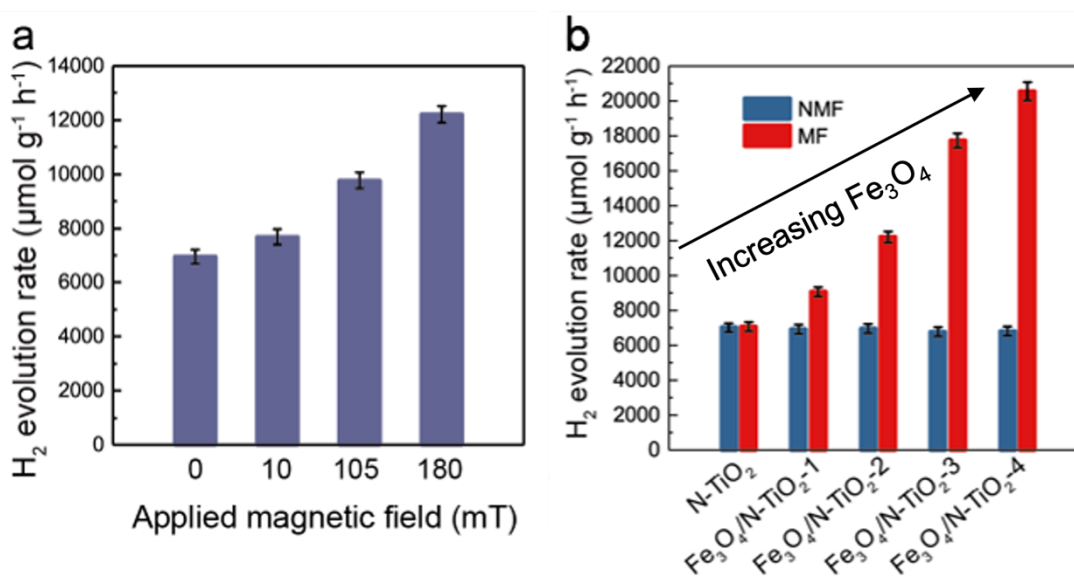 a
H₂ evolution rate (μmol g⁻¹ h⁻¹)
14000
12000
10000
8000
6000
4000
2000
0
0 10 105 180
Applied magnetic field (mT)
b
H₂ evolution rate (μmol g⁻¹ h⁻¹)
22000
20000
18000
16000
14000
12000
10000
8000
6000
4000
2000
0
NMF
MF
Increasing Fe₃O₄
N-TiO₂
Fe₃O₄/N-TiO₂-1
Fe₃O₄/N-TiO₂-2
Fe₃O₄/N-TiO₂-3
Fe₃O₄/N-TiO₂-4